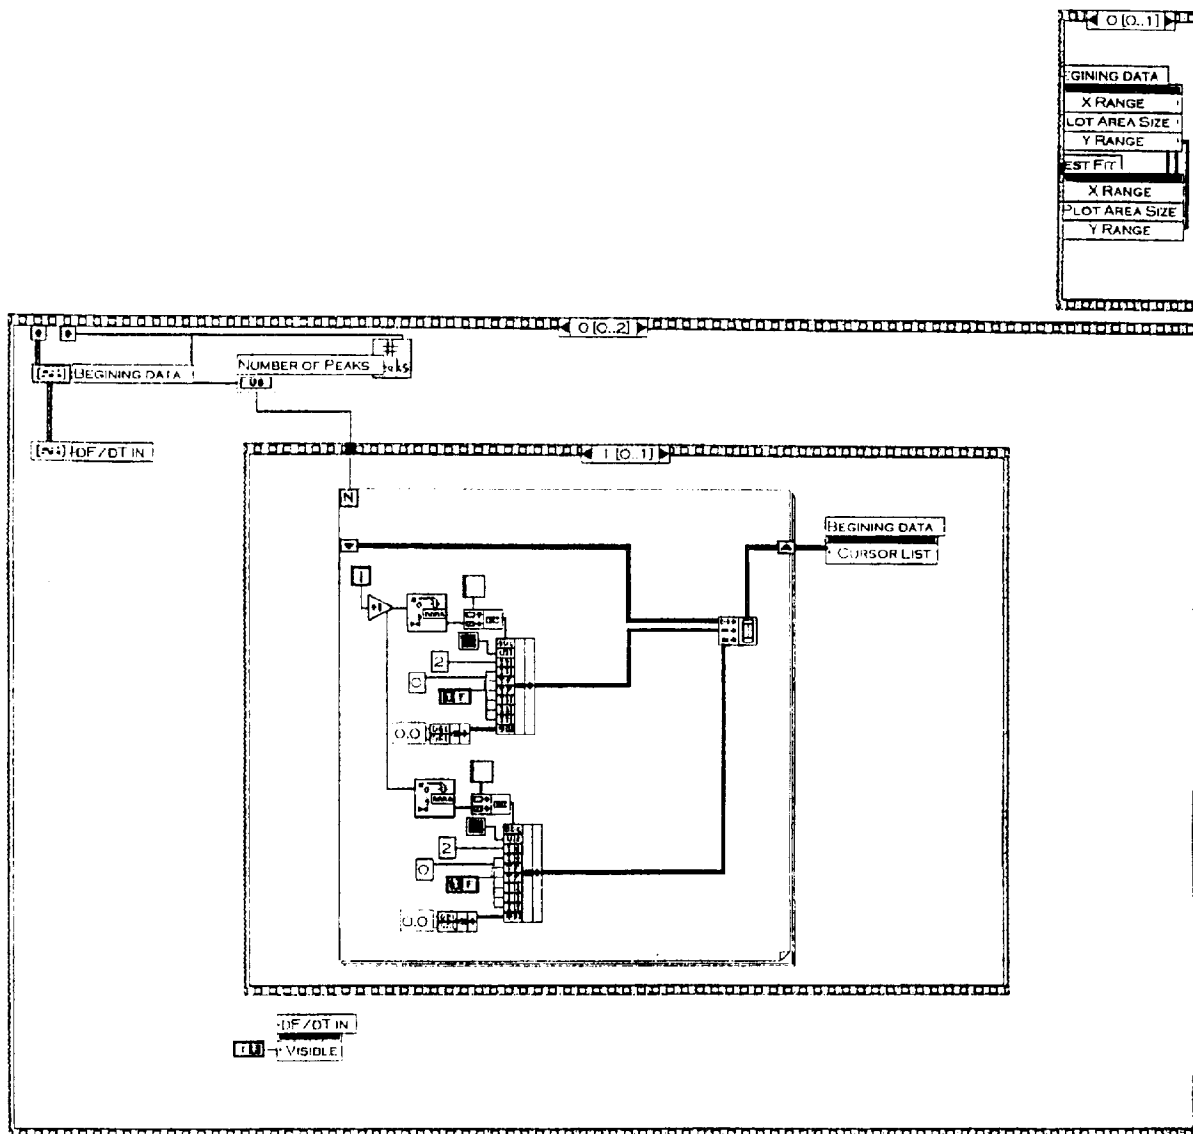 0 [0..1]
EGINING DATA
X RANGE
LOT AREA SIZE
Y RANGE
EST FIT
X RANGE
PLOT AREA SIZE
Y RANGE
0 [0..2]
#
NUMBER OF PEAKS
BEGINING DATA
DF/DT IN
1 [0..1]
N
BEGINING DATA
CURSOR LIST
+1
2
0
F
0.0
2
0
F
0.0
DF/DT IN
VISIBLE